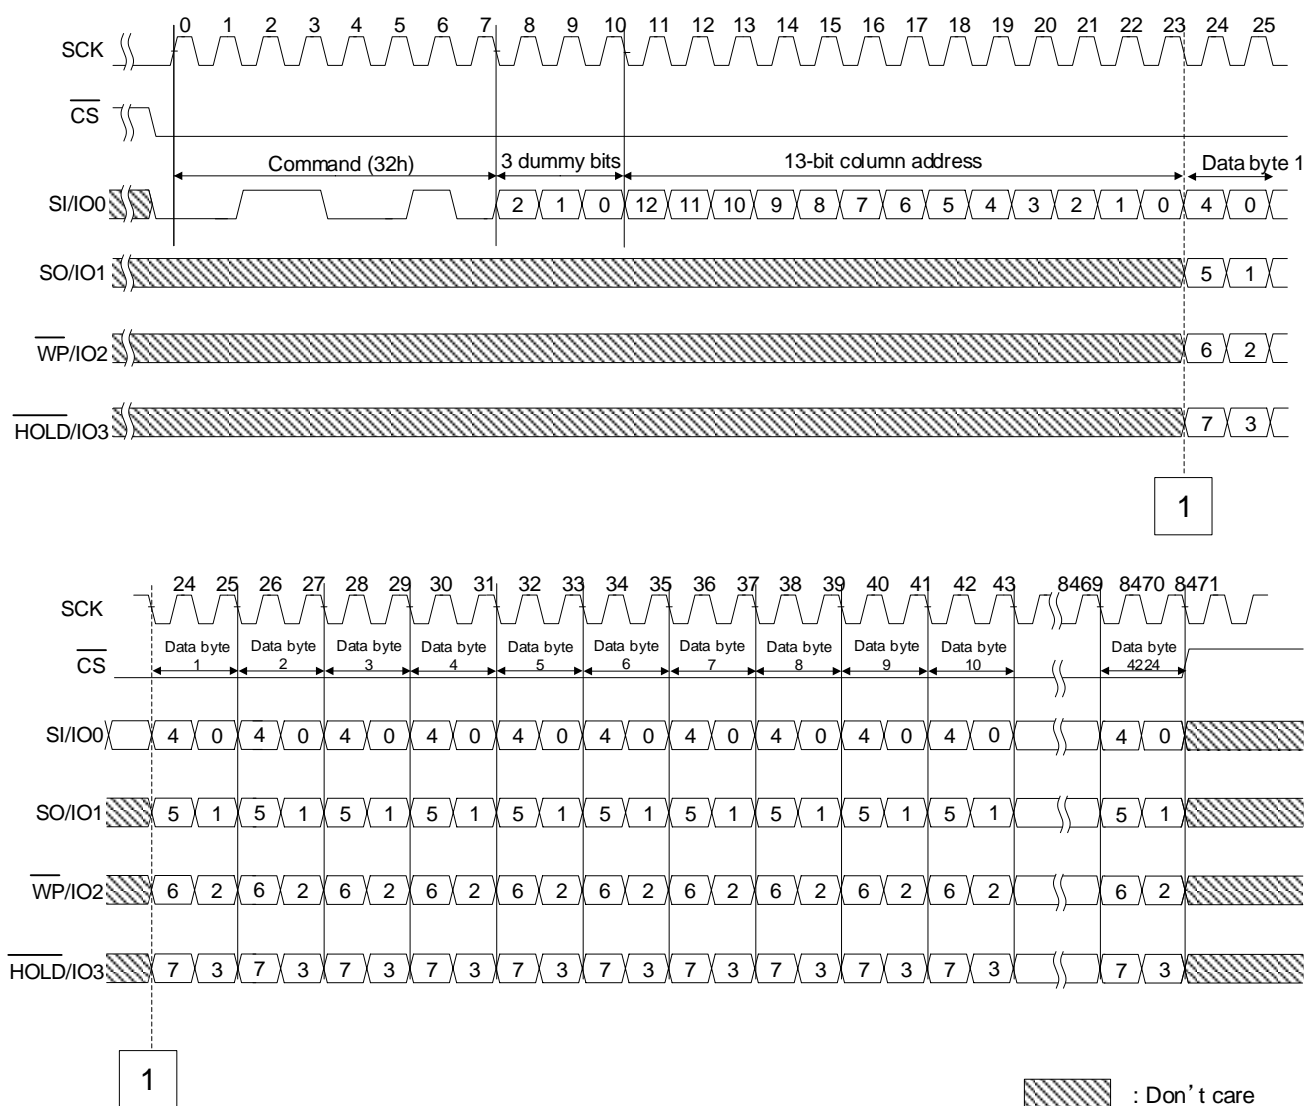 0 1 2 3 4 5 6 7 8 9 10 11 12 13 14 15 16 17 18 19 20 21 22 23 24 25
SCK
CS
Command (32h) 3 dummy bits 13-bit column address Data byte 1
SI/IO0 2 1 0 12 11 10 9 8 7 6 5 4 3 2 1 0 4 0
SO/IO1 5 1
WP/IO2 6 2
HOLD/IO3 7 3
1
24 25 26 27 28 29 30 31 32 33 34 35 36 37 38 39 40 41 42 43 8469 8470 8471
SCK
Data byte Data byte Data byte Data byte Data byte Data byte Data byte Data byte Data byte Data byte Data byte
CS 1 2 3 4 5 6 7 8 9 10 4224
SI/IO0 4 0 4 0 4 0 4 0 4 0 4 0 4 0 4 0 4 0 4 0 4 0
SO/IO1 5 1 5 1 5 1 5 1 5 1 5 1 5 1 5 1 5 1 5 1 5 1
WP/IO2 6 2 6 2 6 2 6 2 6 2 6 2 6 2 6 2 6 2 6 2 6 2
HOLD/IO3 7 3 7 3 7 3 7 3 7 3 7 3 7 3 7 3 7 3 7 3 7 3
1
: Don't care